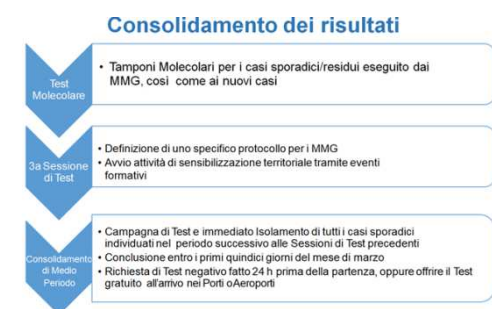 Consolidamento dei risultati
Test
Molecolare
• Tamponi Molecolari per i casi sporadici/residui eseguito dai
MMG, cosi come ai nuovi casi
3a Sessione
di Test
• Definizione di uno specifico protocollo per i MMG
• Avvio attività di sensibilizzazione territoriale tramite eventi
formativi
Consolidamento
di Medio
Periodo
• Campagna di Test e immediato Isolamento di tutti i casi sporadici
individuati nel periodo successivo alle Sessioni di Test precedenti
• Conclusione entro i primi quindici giorni del mese di marzo
• Richiesta di Test negativo fatto 24 h prima della partenza, oppure offrire il Test
gratuito all'arrivo nei Porti oAeroporti